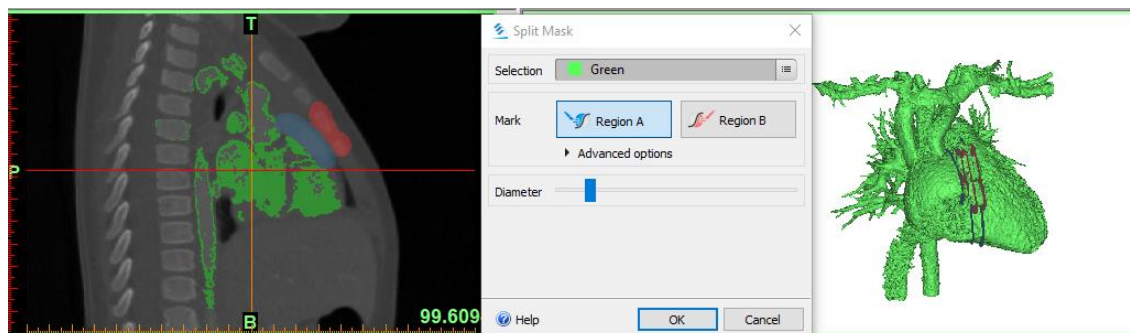 T
P
B
99.609
Split Mask
Selection
Green
Mark
Region A
Region B
Advanced options
Diameter
Help
OK
Cancel